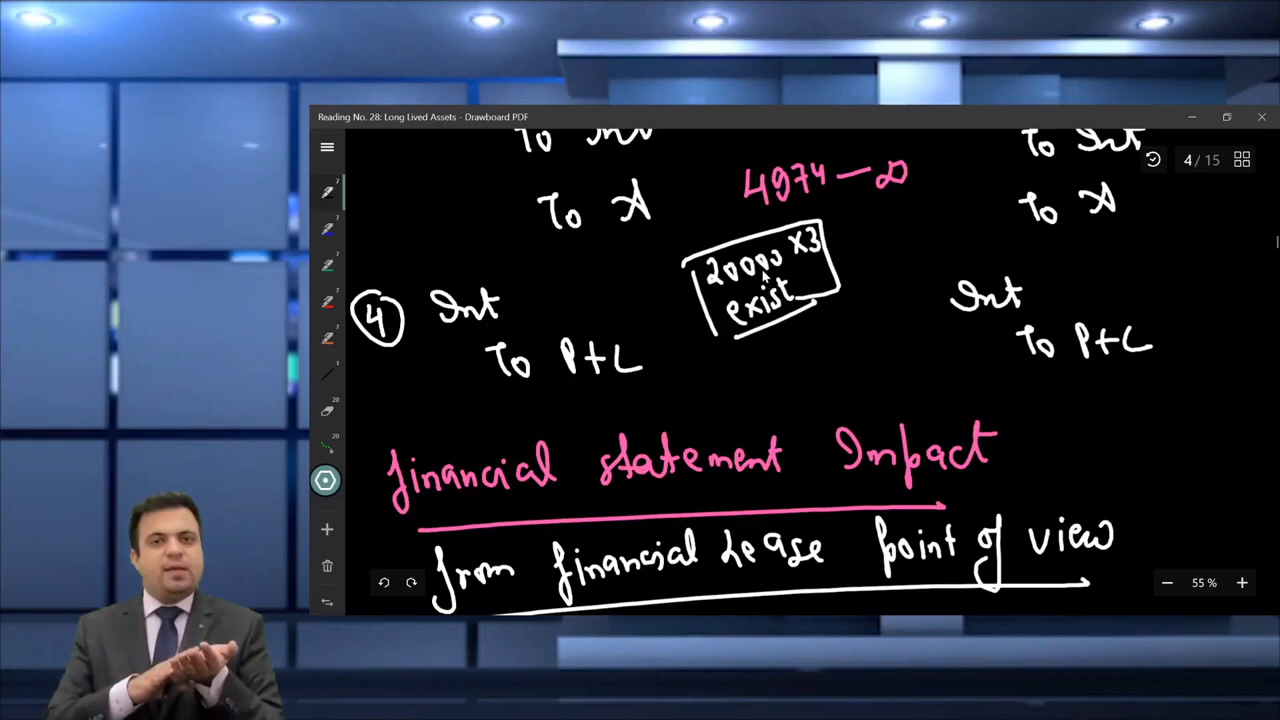 Reading No. 28: Long Lived Assets - Drawboard PDF
4 / 15
To Int
To A
4974 — D
20000 x3
exist
To Int
To A
4 Int
To P+L
Int
To P+L
financial statement Impact
from financial Lease point of view
55 %